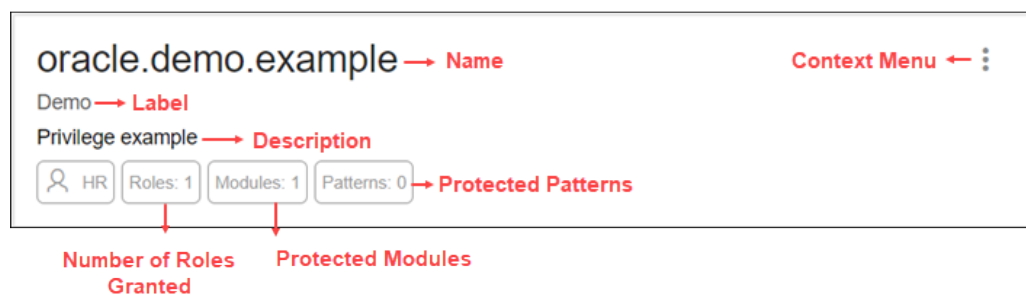 oracle.demo.example
Name
Context Menu
Demo
Label
Privilege example
Description
HR
Roles: 1
Modules: 1
Patterns: 0
Protected Patterns
Number of Roles
Granted
Protected Modules